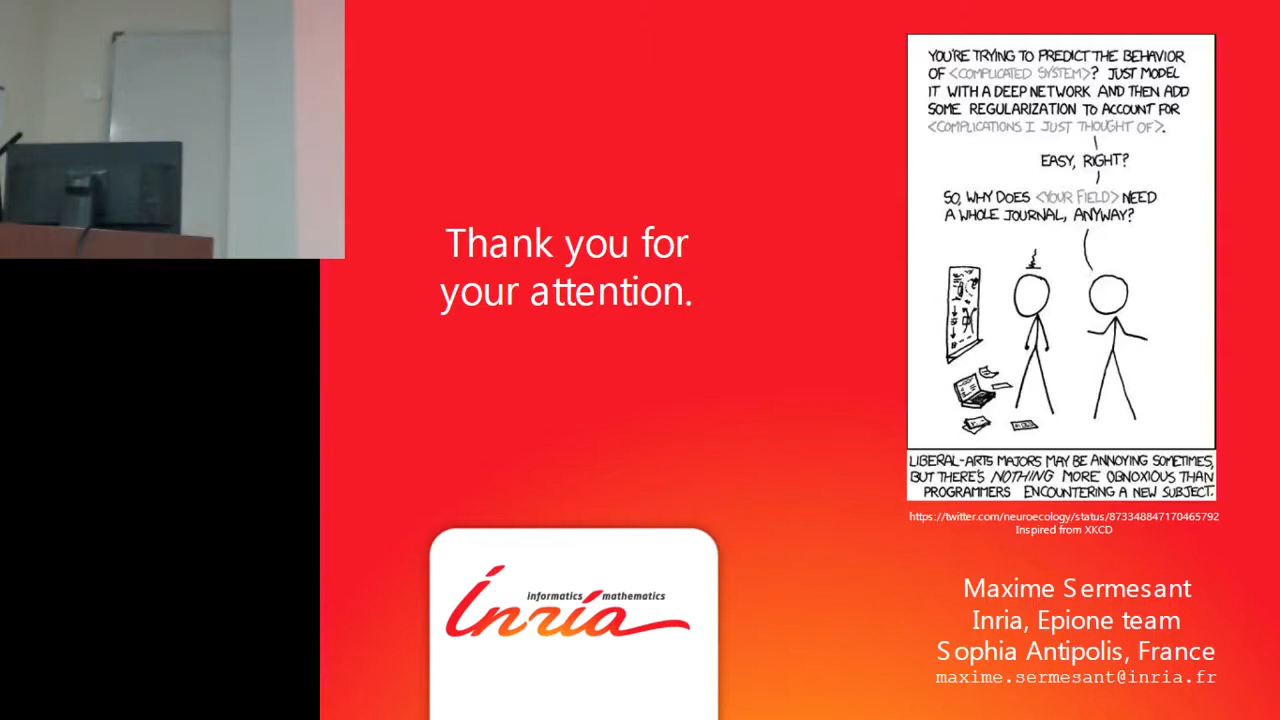 Thank you for
your attention.
YOU'RE TRYING TO PREDICT THE BEHAVIOR
OF <COMPLICATED SYSTEM>? JUST MODEL
IT WITH A DEEP NETWORK AND THEN ADD
SOME REGULARIZATION TO ACCOUNT FOR
<COMPLICATIONS I JUST THOUGHT OF>.
EASY, RIGHT?
SO, WHY DOES <YOUR FIELD> NEED
A WHOLE JOURNAL, ANYWAY?
LIBERAL-ARTS MAJORS MAY BE ANNOYING SOMETIMES,
BUT THERE'S NOTHING MORE OBNOXIOUS THAN
PROGRAMMERS ENCOUNTERING A NEW SUBJECT.
https://twitter.com/neuroecology/status/873348847170465792
Inspired from XKCD
informatics mathematics
Inria
Maxime Sermesant
Inria, Epione team
Sophia Antipolis, France
maxime.sermesant@inria.fr